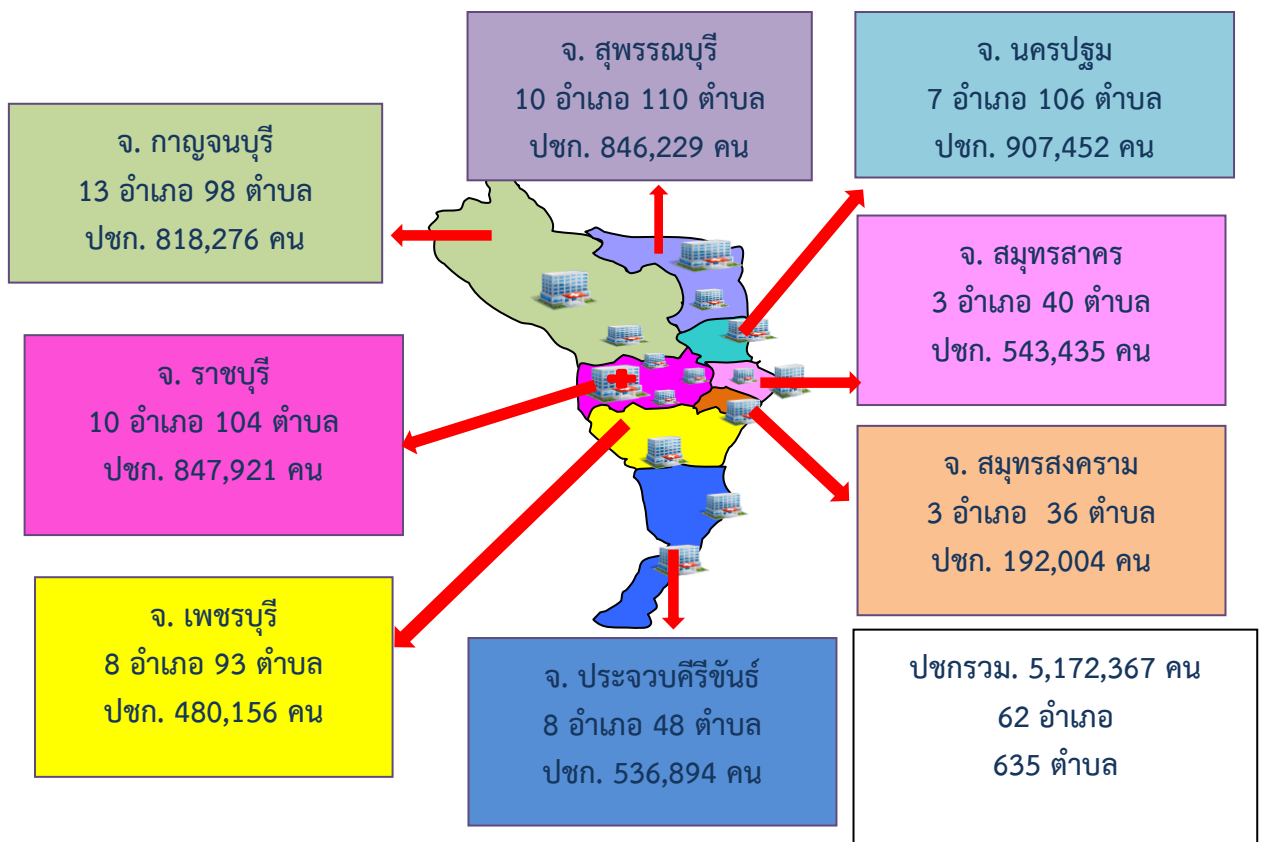 จ. สุพรรณบุรี
10 อำเภอ 110 ตำบล
ปชก. 846,229 คน
จ. นครปฐม
7 อำเภอ 106 ตำบล
ปชก. 907,452 คน
จ. กาญจนบุรี
13 อำเภอ 98 ตำบล
ปชก. 818,276 คน
จ. สมุทรสาคร
3 อำเภอ 40 ตำบล
ปชก. 543,435 คน
จ. ราชบุรี
10 อำเภอ 104 ตำบล
ปชก. 847,921 คน
จ. สมุทรสงคราม
3 อำเภอ 36 ตำบล
ปชก. 192,004 คน
จ. เพชรบุรี
8 อำเภอ 93 ตำบล
ปชก. 480,156 คน
จ. ประจวบคีรีขันธ์
8 อำเภอ 48 ตำบล
ปชก. 536,894 คน
ปชกรวม. 5,172,367 คน
62 อำเภอ
635 ตำบล